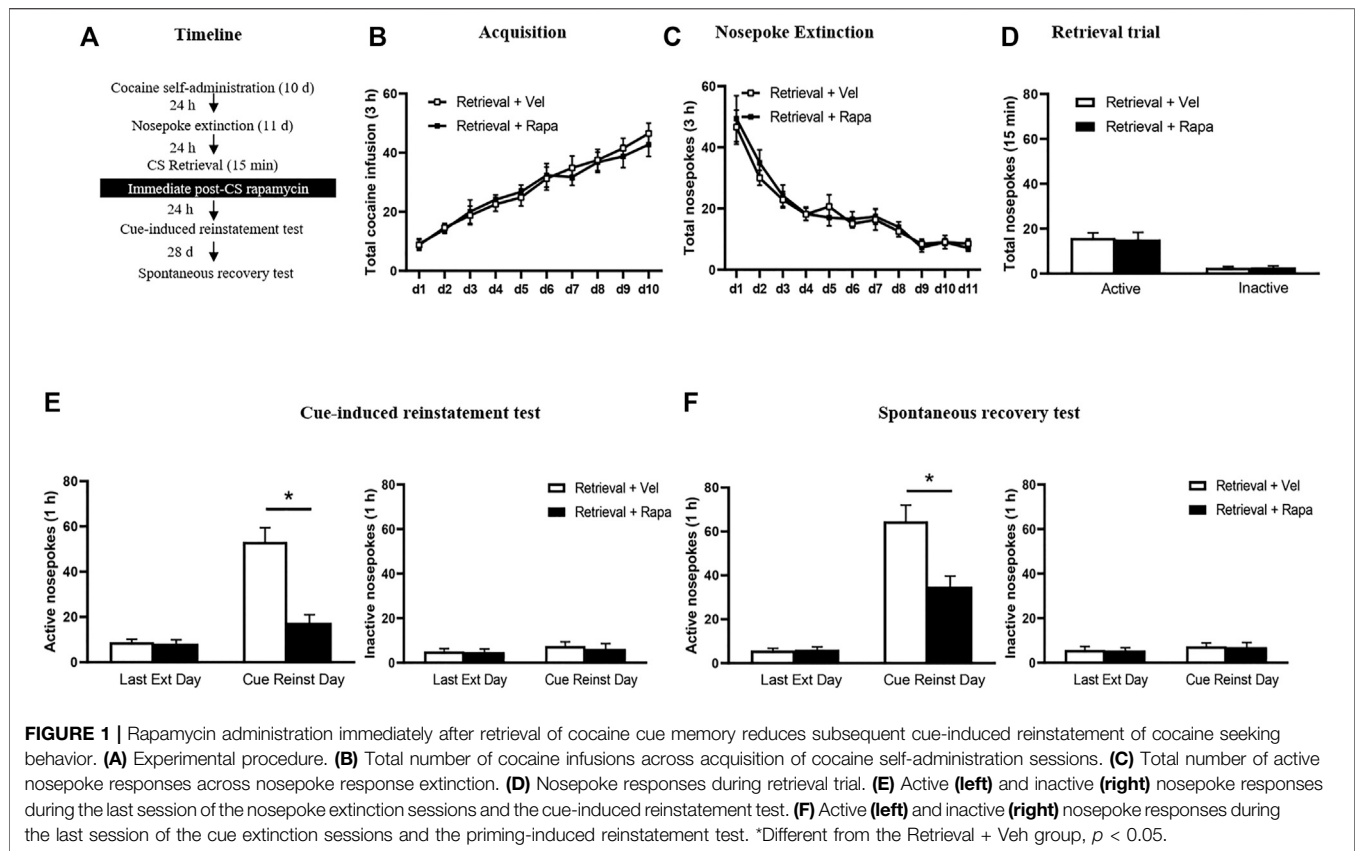 A
Timeline
Cocaine self-administration (10 d)
24 h
Nosepoke extinction (11 d)
24 h
CS Retrieval (15 min)
Immediate post-CS rapamycin
24 h
Cue-induced reinstatement test
28 d
Spontaneous recovery test
B
Acquisition
Total cocaine infusion (3 h)
60
40
20
0
Retrieval + Vel
Retrieval + Rapa
d1 d2 d3 d4 d5 d6 d7 d8 d9 d10
C
Nosepoke Extinction
Total nosepokes (3 h)
60
40
20
0
Retrieval + Vel
Retrieval + Rapa
d1 d2 d3 d4 d5 d6 d7 d8 d9 d10 d11
D
Retrieval trial
Total nosepokes (15 min)
80
60
40
20
0
Retrieval + Vel
Retrieval + Rapa
Active Inactive
E
Cue-induced reinstatement test
Active nosepokes (1 h)
80
60
40
20
0
*
Last Ext Day Cue Reinst Day
Inactive nosepokes (1 h)
80
60
40
20
0
Retrieval + Vel
Retrieval + Rapa
Last Ext Day Cue Reinst Day
F
Spontaneous recovery test
Active nosepokes (1 h)
80
60
40
20
0
*
Last Ext Day Cue Reinst Day
Inactive nosepokes (1 h)
80
60
40
20
0
Retrieval + Vel
Retrieval + Rapa
Last Ext Day Cue Reinst Day
FIGURE 1 | Rapamycin administration immediately after retrieval of cocaine cue memory reduces subsequent cue-induced reinstatement of cocaine seeking
behavior. (A) Experimental procedure. (B) Total number of cocaine infusions across acquisition of cocaine self-administration sessions. (C) Total number of active
nosepoke responses across nosepoke response extinction. (D) Nosepoke responses during retrieval trial. (E) Active (left) and inactive (right) nosepoke responses
during the last session of the nosepoke extinction sessions and the cue-induced reinstatement test. (F) Active (left) and inactive (right) nosepoke responses during
the last session of the cue extinction sessions and the priming-induced reinstatement test. *Different from the Retrieval + Veh group, p < 0.05.